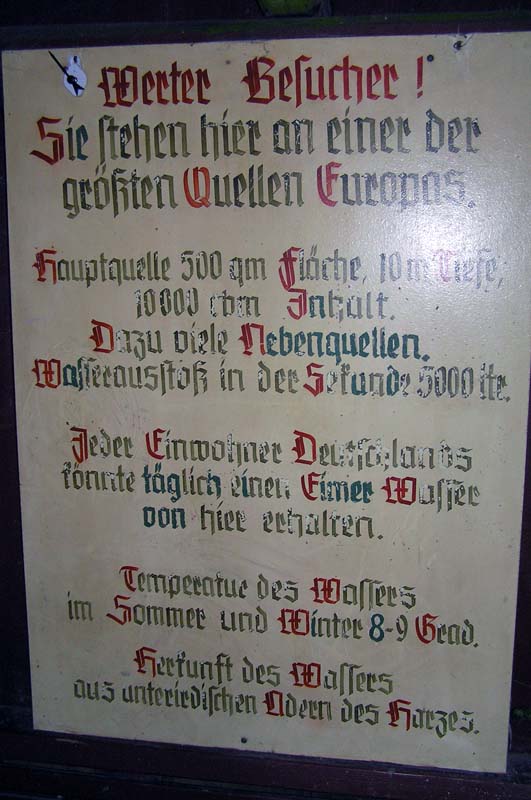 Werter Besucher !
Sie stehen hier an einer der
größten Quellen Europas.
Hauptquelle 500 qm Fläche, 10 m Tiefe,
10 000 cbm Inhalt.
Dazu viele Nebenquellen.
Wasserausstoß in der Sekunde 5000 ltr.
Jeder Einwohner Deutschlands
könnte täglich einen Eimer Wasser
von hier erhalten.
Temperatur des Wassers
im Sommer und Winter 8-9 Grad.
Herkunft des Wassers
aus unterirdischen Adern des Harzes.